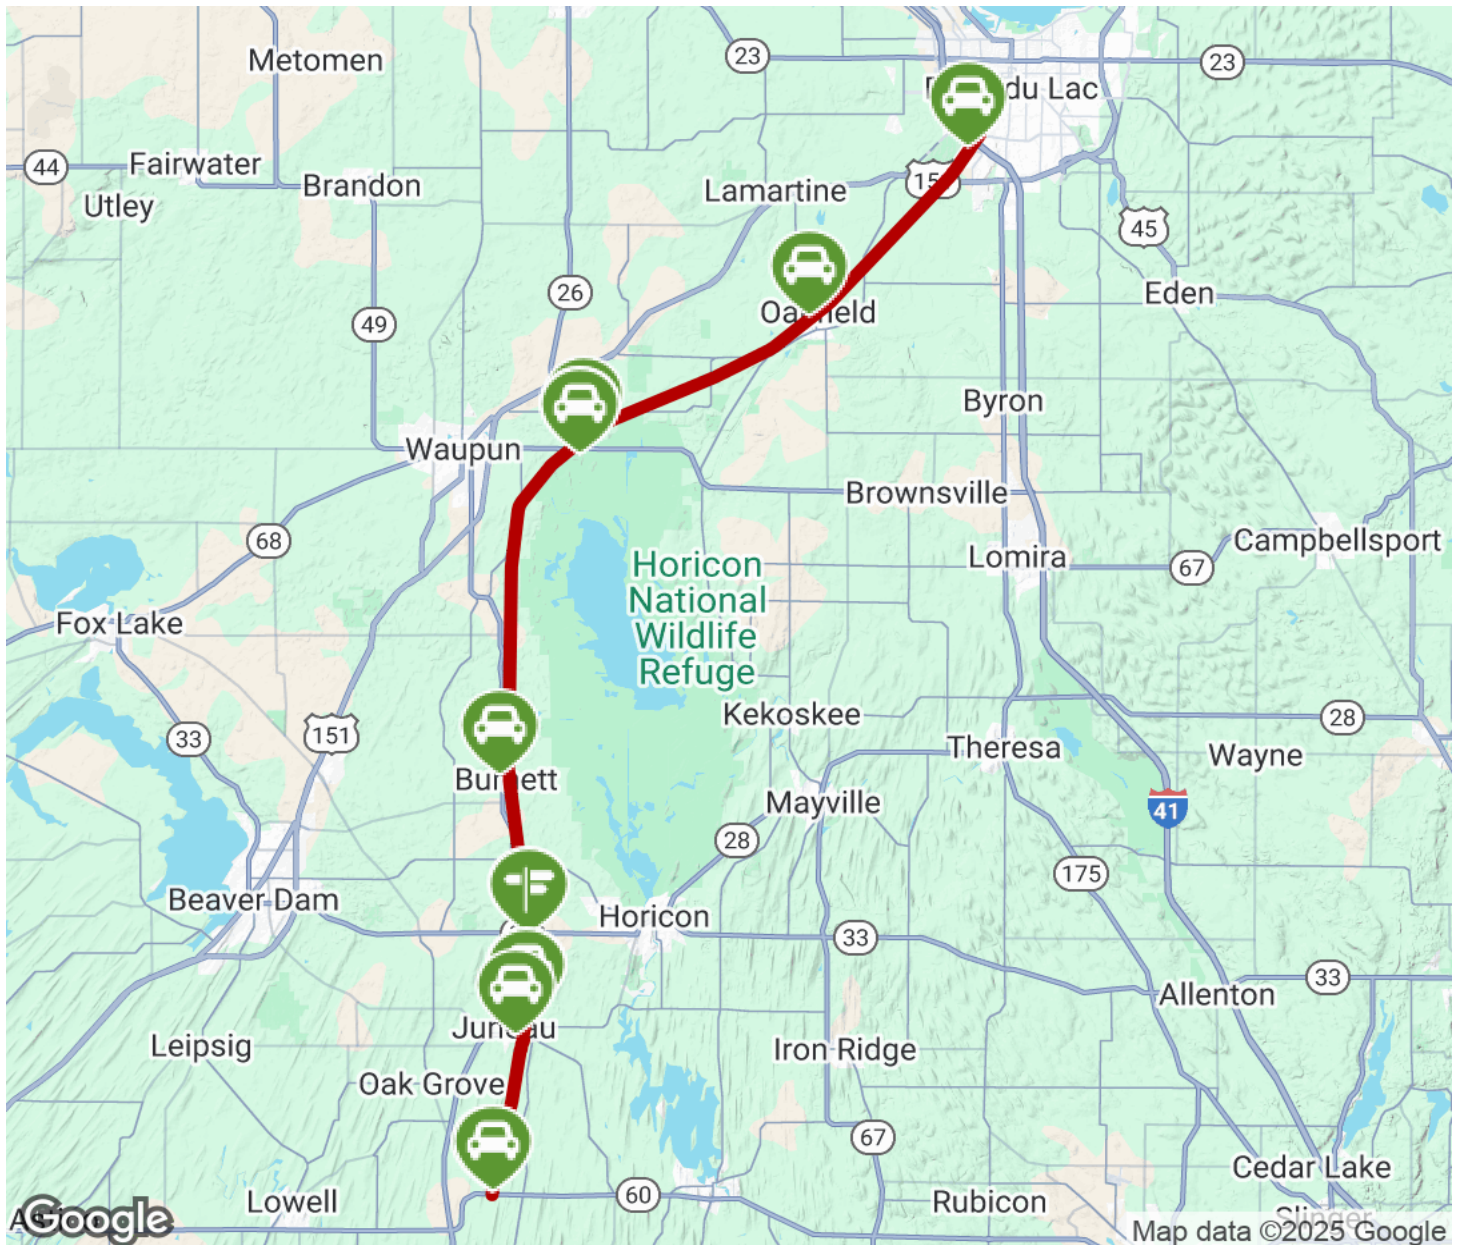 Metomen
23
23
du Lac
44
Fairwater
Brandon
Utley
Lamartine
45
26
Eden
49
Byron
Waupun
Brownsville
68
Campbellsport
Lomira
67
Horicon
National
Wildlife
Refuge
Fox Lake
Kekoskee
28
33
151
Theresa
Wayne
Mayville
41
28
175
Beaver Dam
Horicon
33
33
Allenton
Leipsig
Iron Ridge
Oak Grove
67
Cedar Lake
Lowell
60
Rubicon
Slinger
Google
Map data ©2025 Google